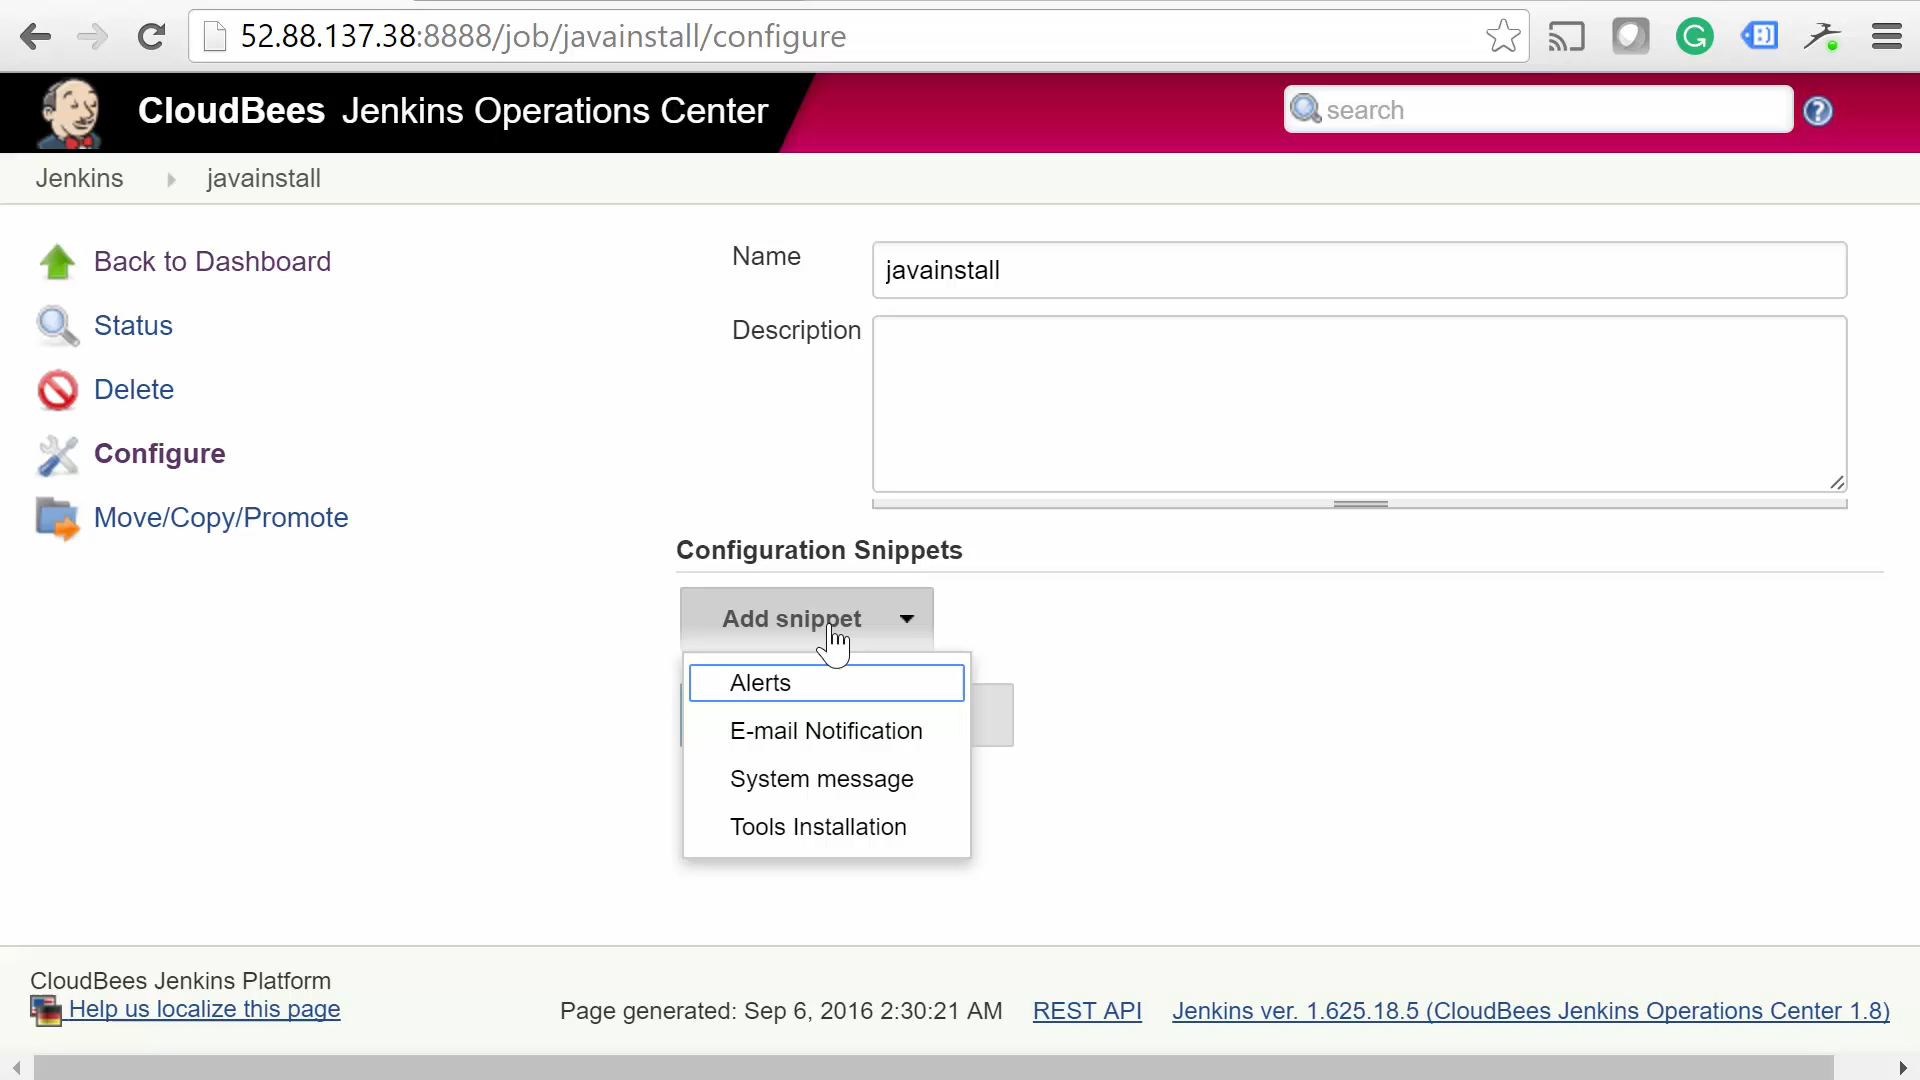 52.88.137.38:8888/job/javainstall/configure
CloudBees Jenkins Operations Center
search
Jenkins
javainstall
Back to Dashboard
Status
Delete
Configure
Move/Copy/Promote
Name
javainstall
Description
Configuration Snippets
Add snippet
Alerts
E-mail Notification
System message
Tools Installation
CloudBees Jenkins Platform
Help us localize this page
Page generated: Sep 6, 2016 2:30:21 AM
REST API
Jenkins ver. 1.625.18.5 (CloudBees Jenkins Operations Center 1.8)